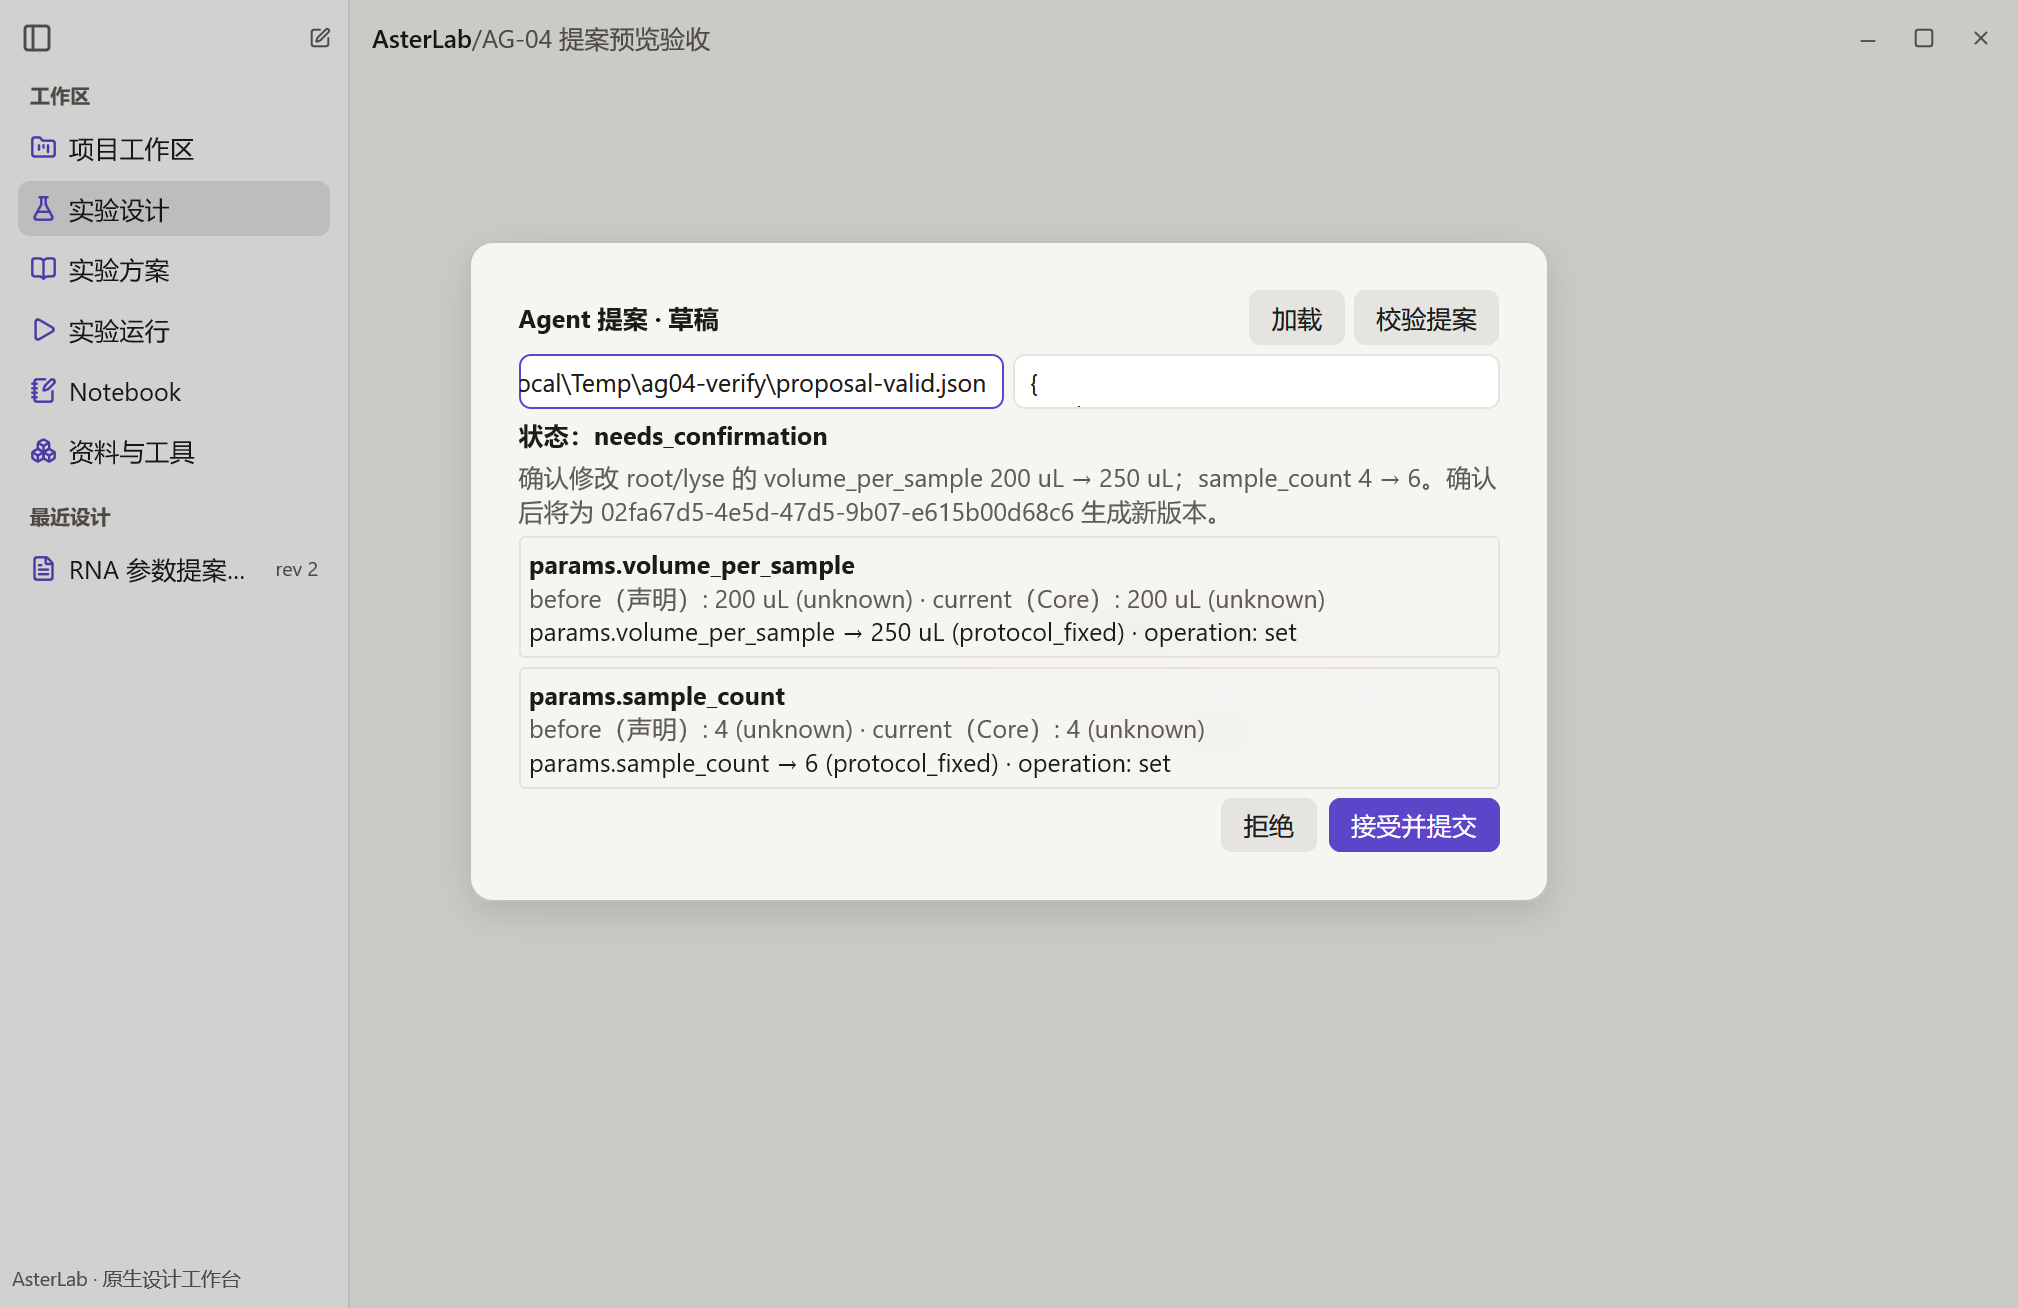 AsterLab/AG-04 提案预览验收
工作区
项目工作区
实验设计
实验方案
实验运行
Notebook
资料与工具
最近设计
RNA 参数提案... rev 2
AsterLab · 原生设计工作台
Agent 提案 · 草稿
加载
校验提案
ocal\Temp\ag04-verify\proposal-valid.json
{
状态：needs_confirmation
确认修改 root/lyse 的 volume_per_sample 200 uL → 250 uL；sample_count 4 → 6。确认
后将为 02fa67d5-4e5d-47d5-9b07-e615b00d68c6 生成新版本。
params.volume_per_sample
before（声明）: 200 uL (unknown) · current（Core）: 200 uL (unknown)
params.volume_per_sample → 250 uL (protocol_fixed) · operation: set
params.sample_count
before（声明）: 4 (unknown) · current（Core）: 4 (unknown)
params.sample_count → 6 (protocol_fixed) · operation: set
拒绝
接受并提交